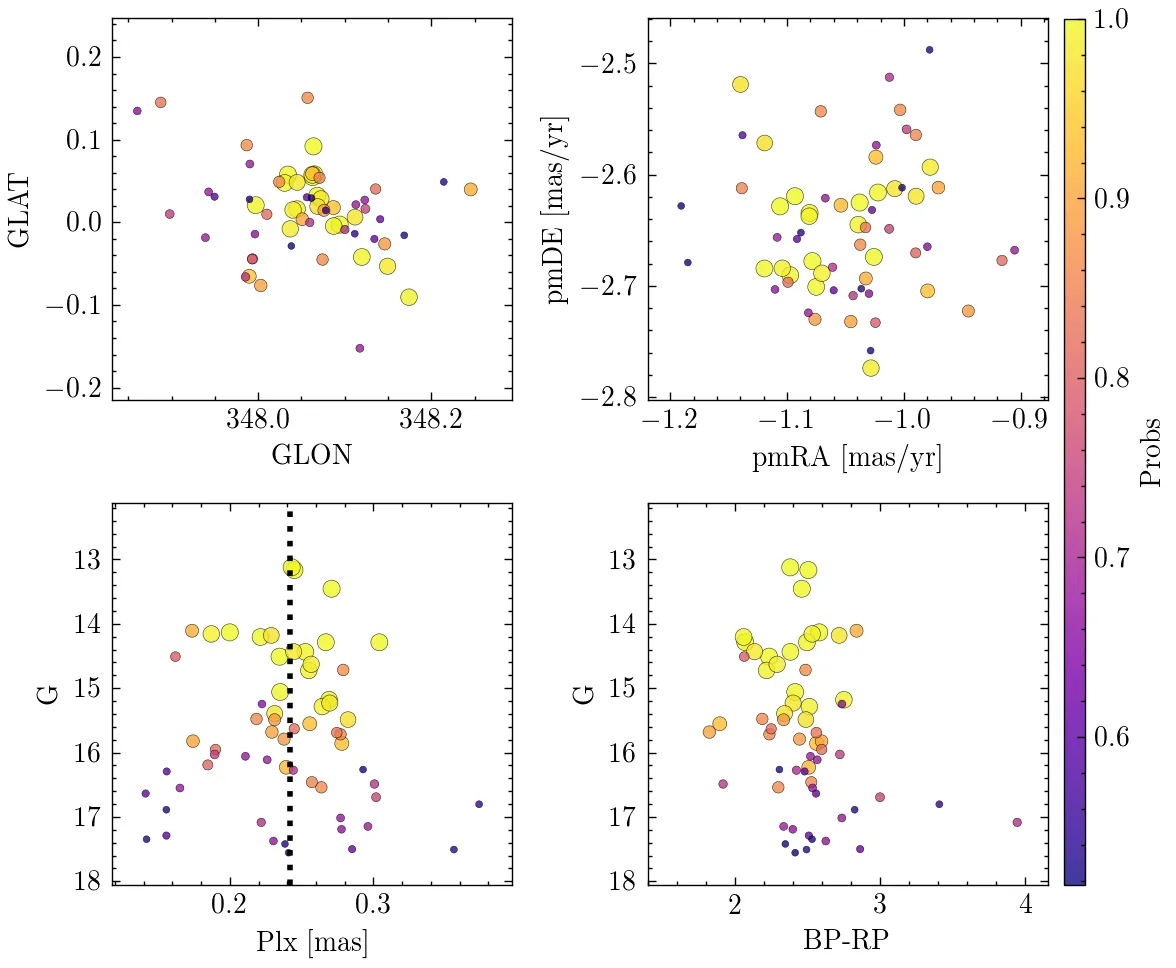 0.2
0.1
0.0
−0.1
−0.2
GLAT
348.0 348.2
GLON
−2.5
−2.6
−2.7
−2.8
pmDE [mas/yr]
−1.2 −1.1 −1.0 −0.9
pmRA [mas/yr]
13
14
15
16
17
18
G
0.2 0.3
Plx [mas]
13
14
15
16
17
18
G
2 3 4
BP-RP
1.0
0.9
0.8
0.7
0.6
Probs